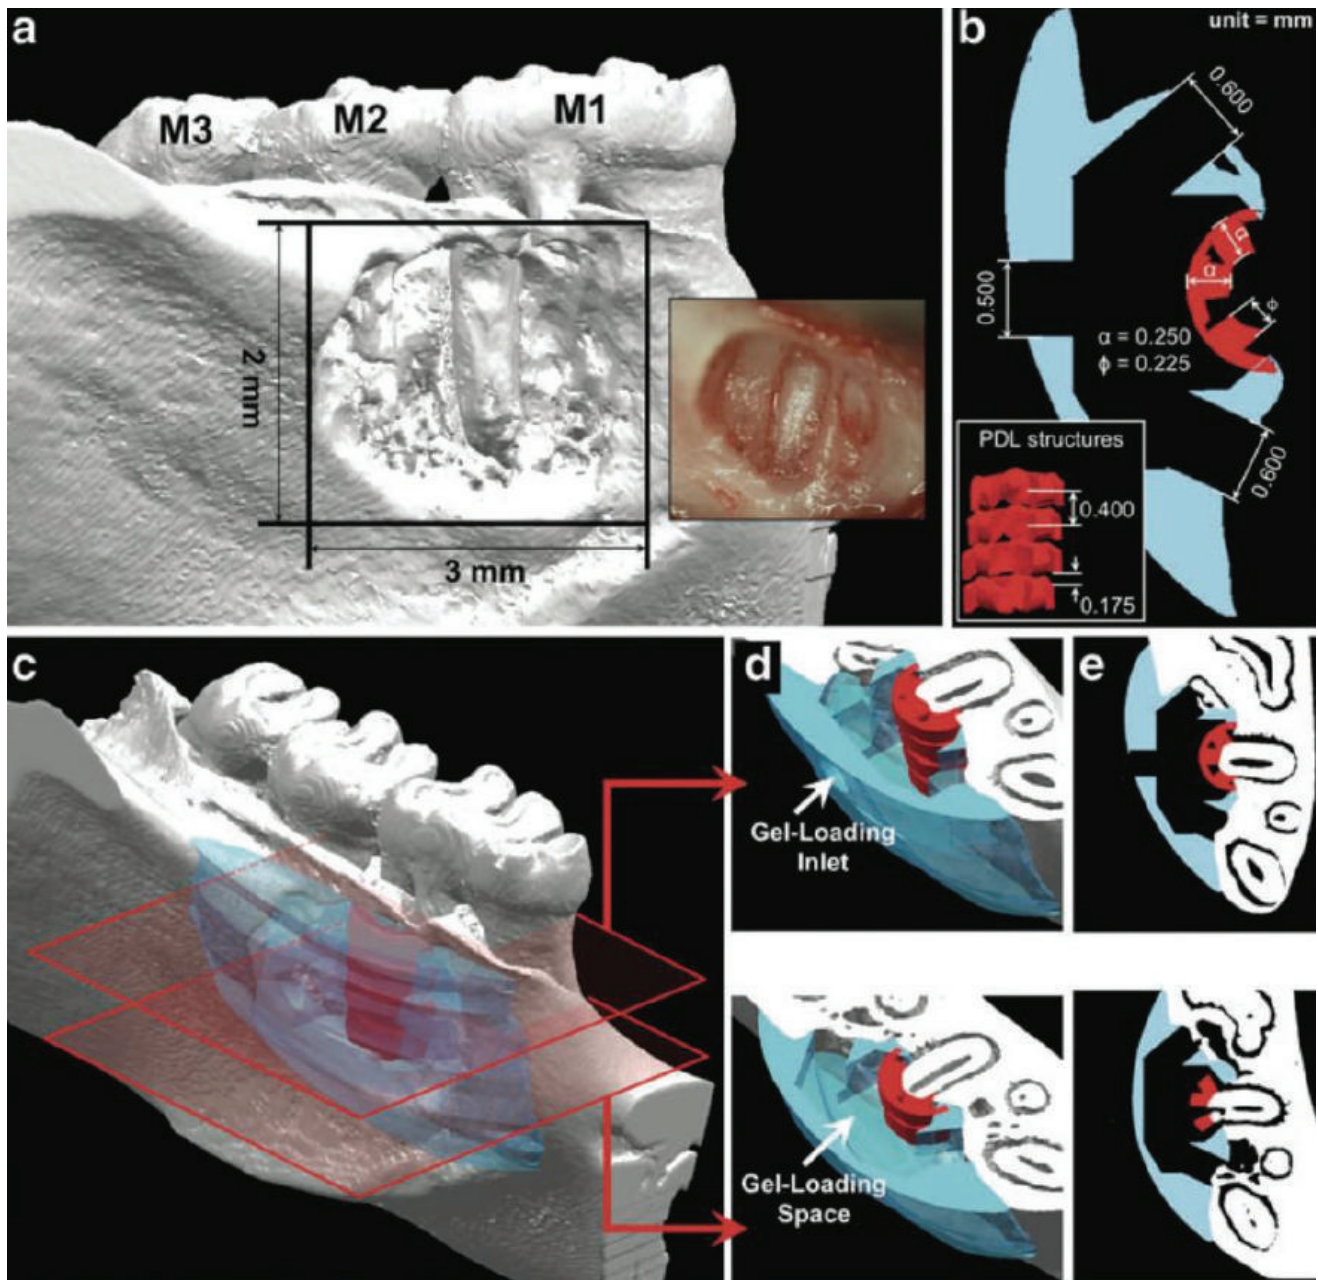 a
M3
M2
M1
2 mm
3 mm
b
unit = mm
0.600
α
α
0.500
ϕ
α = 0.250
ϕ = 0.225
0.600
PDL structures
0.400
0.175
c
d
Gel-Loading
Inlet
Gel-Loading
Space
e